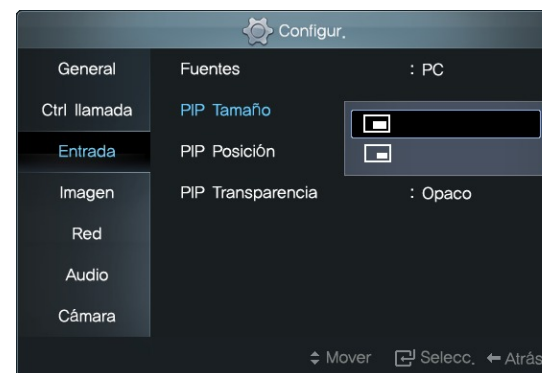 Configur.
General
Fuentes : PC
Ctrl llamada
PIP Tamaño
Entrada
PIP Posición
Imagen
PIP Transparencia : Opaco
Red
Audio
Cámara
Mover Selecc. Atrás